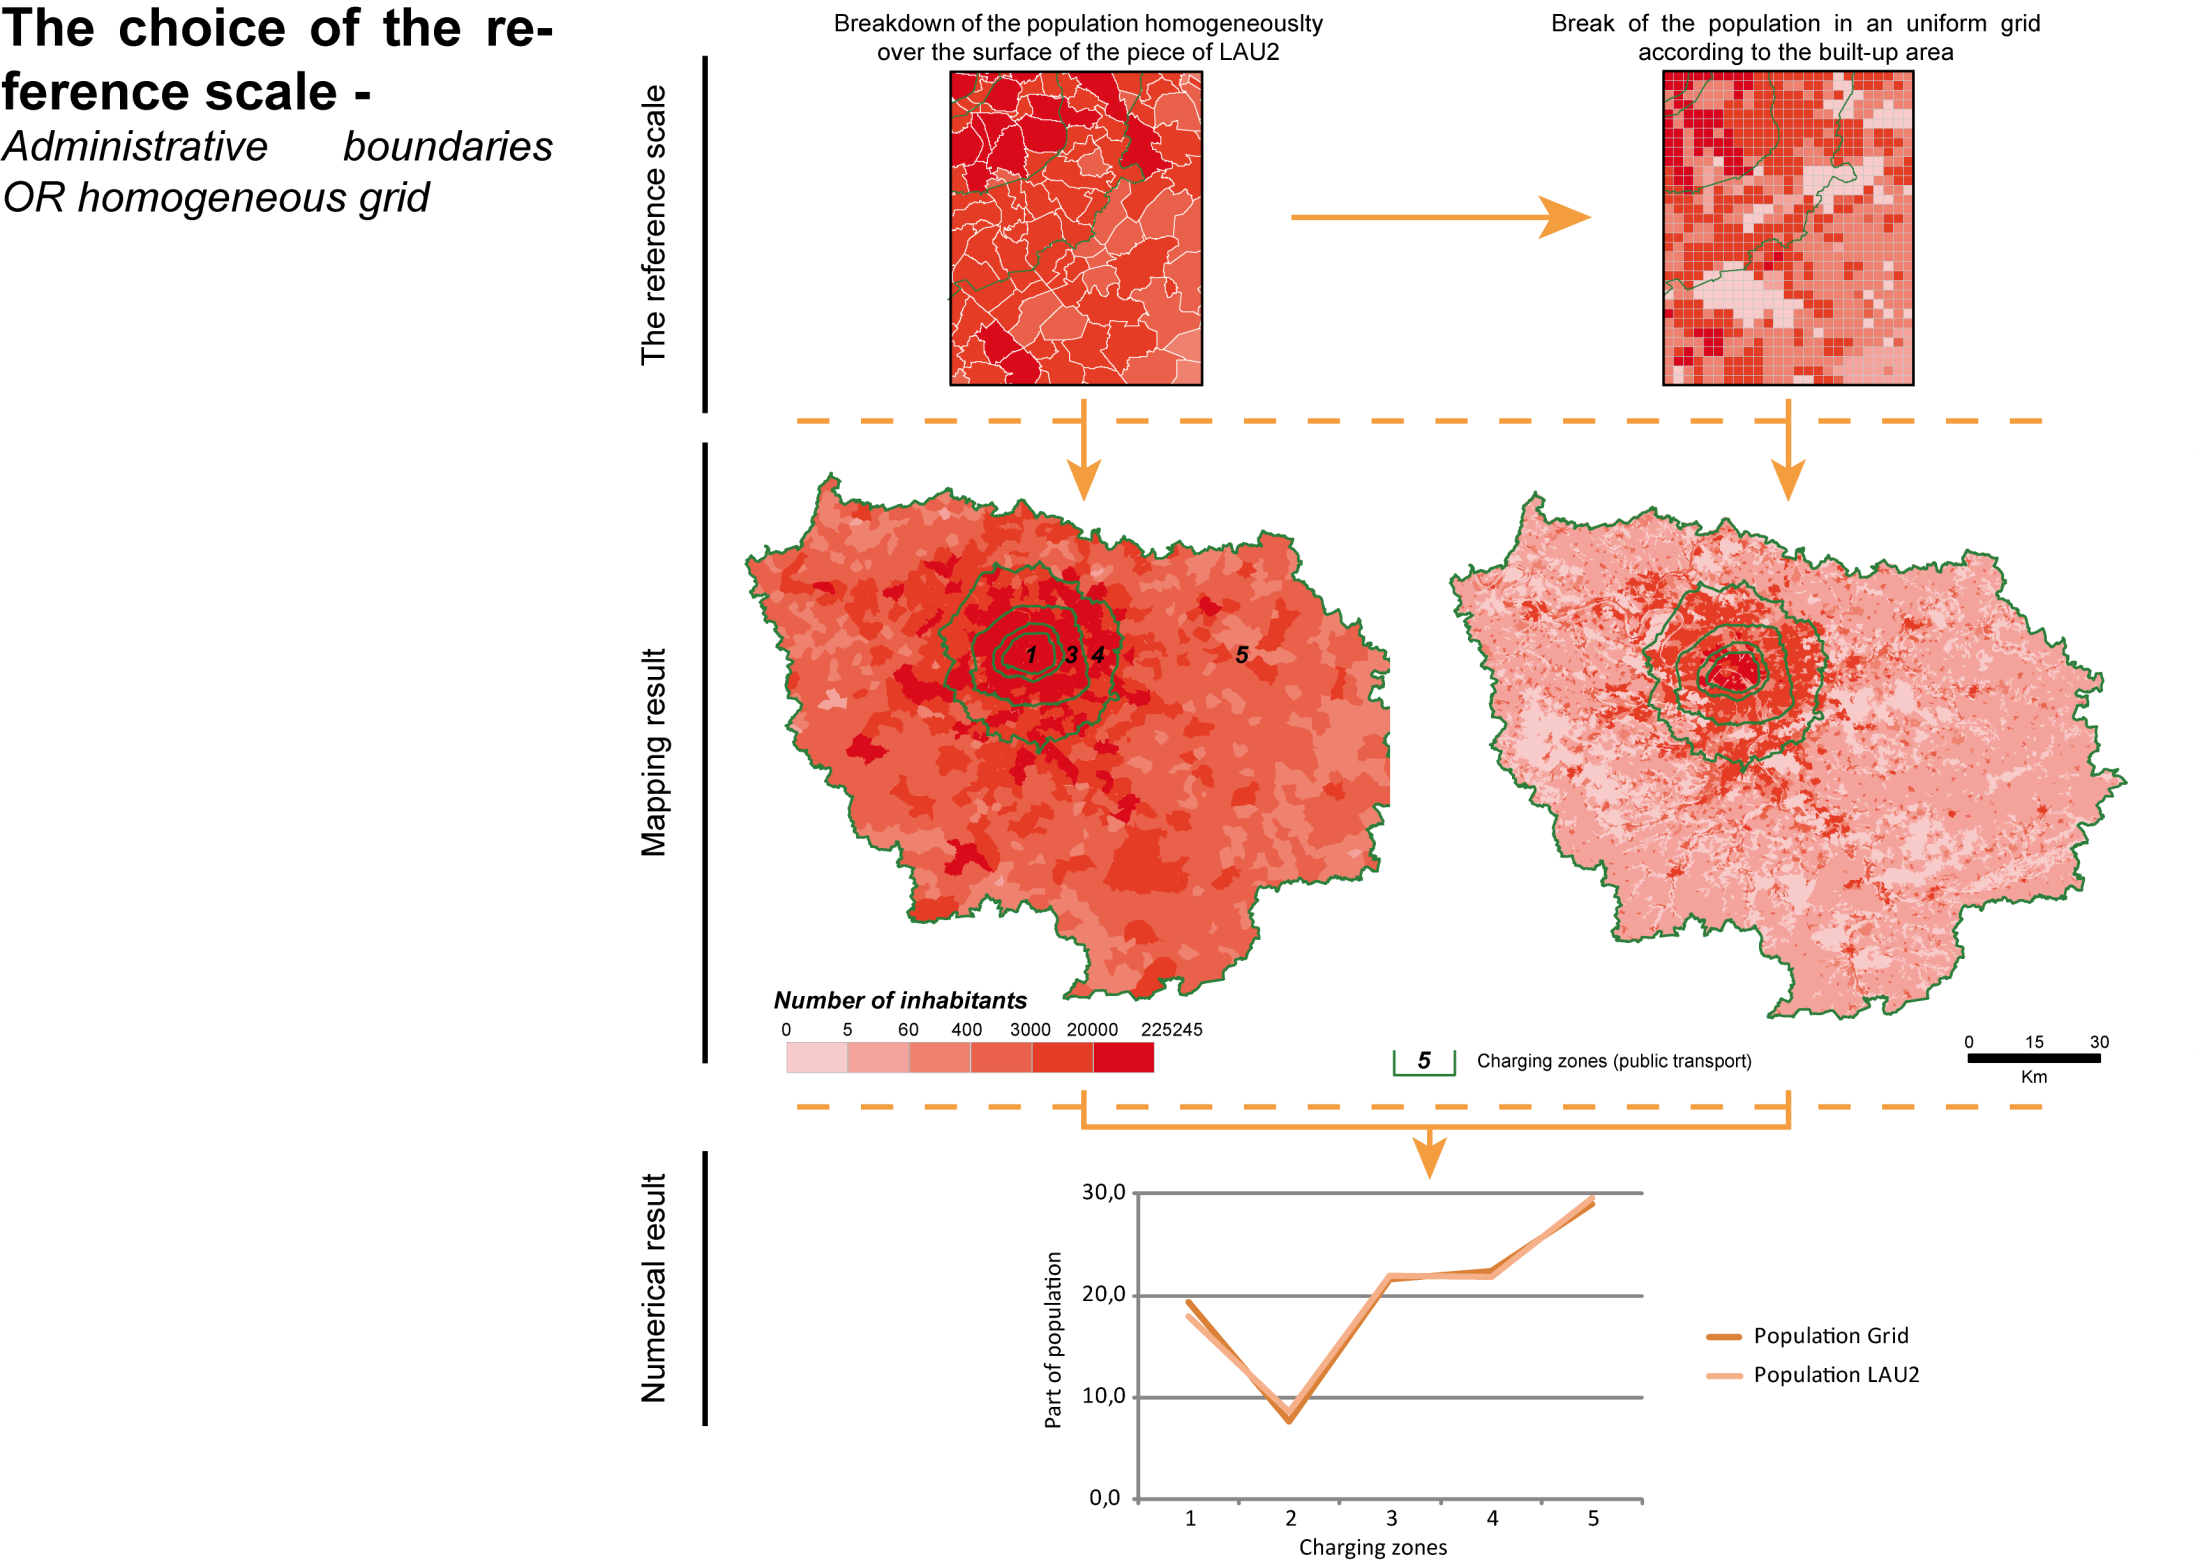 The choice of the re-
ference scale -
Administrative boundaries
OR homogeneous grid
The reference scale
Breakdown of the population homogeneouslty
over the surface of the piece of LAU2
Break of the population in an uniform grid
according to the built-up area
Mapping result
1 3 4 5
Number of inhabitants
0 5 60 400 3000 20000 225245
5 Charging zones (public transport)
0 15 30
Km
Numerical result
Part of population
30,0
20,0
10,0
0,0
1 2 3 4 5
Charging zones
Population Grid
Population LAU2